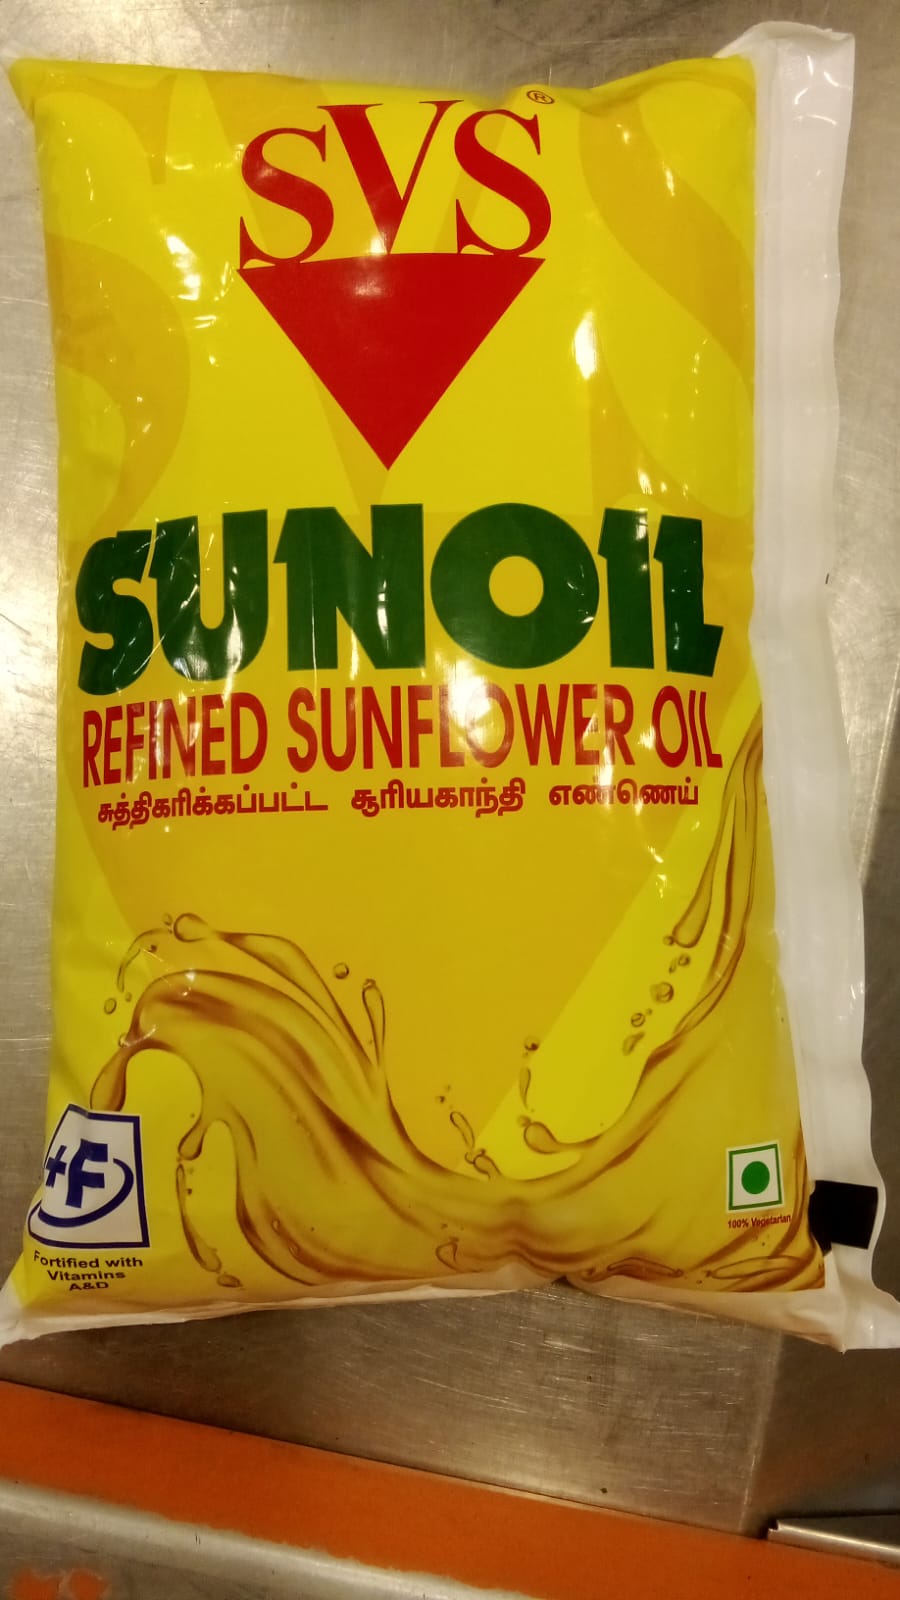 SVS®
SUNOIL
REFINED SUNFLOWER OIL
சுத்திகரிக்கப்பட்ட சூரியகாந்தி எண்ணெய்
+F
Fortified with
Vitamins
A&D
100% Vegetarian